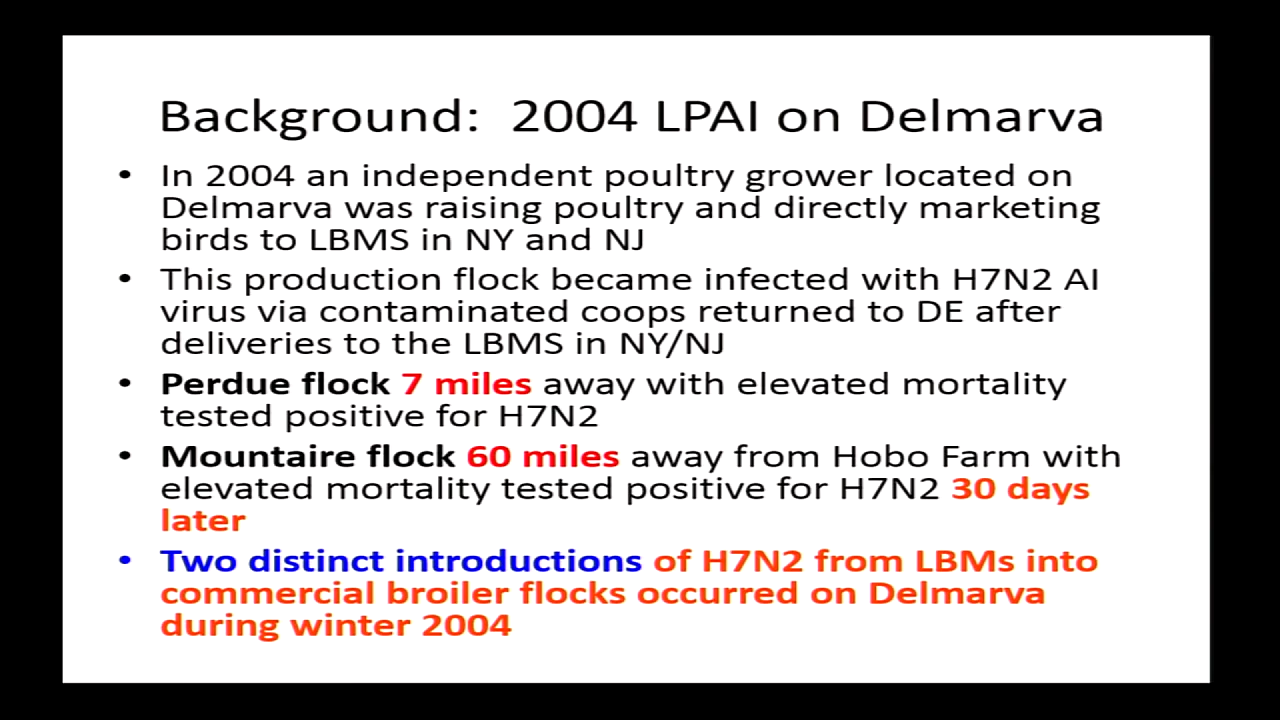 Background:  2004 LPAI on Delmarva
• In 2004 an independent poultry grower located on
Delmarva was raising poultry and directly marketing
birds to LBMS in NY and NJ
• This production flock became infected with H7N2 AI
virus via contaminated coops returned to DE after
deliveries to the LBMS in NY/NJ
• Perdue flock 7 miles away with elevated mortality
tested positive for H7N2
• Mountaire flock 60 miles away from Hobo Farm with
elevated mortality tested positive for H7N2 30 days
later
• Two distinct introductions of H7N2 from LBMs into
commercial broiler flocks occurred on Delmarva
during winter 2004